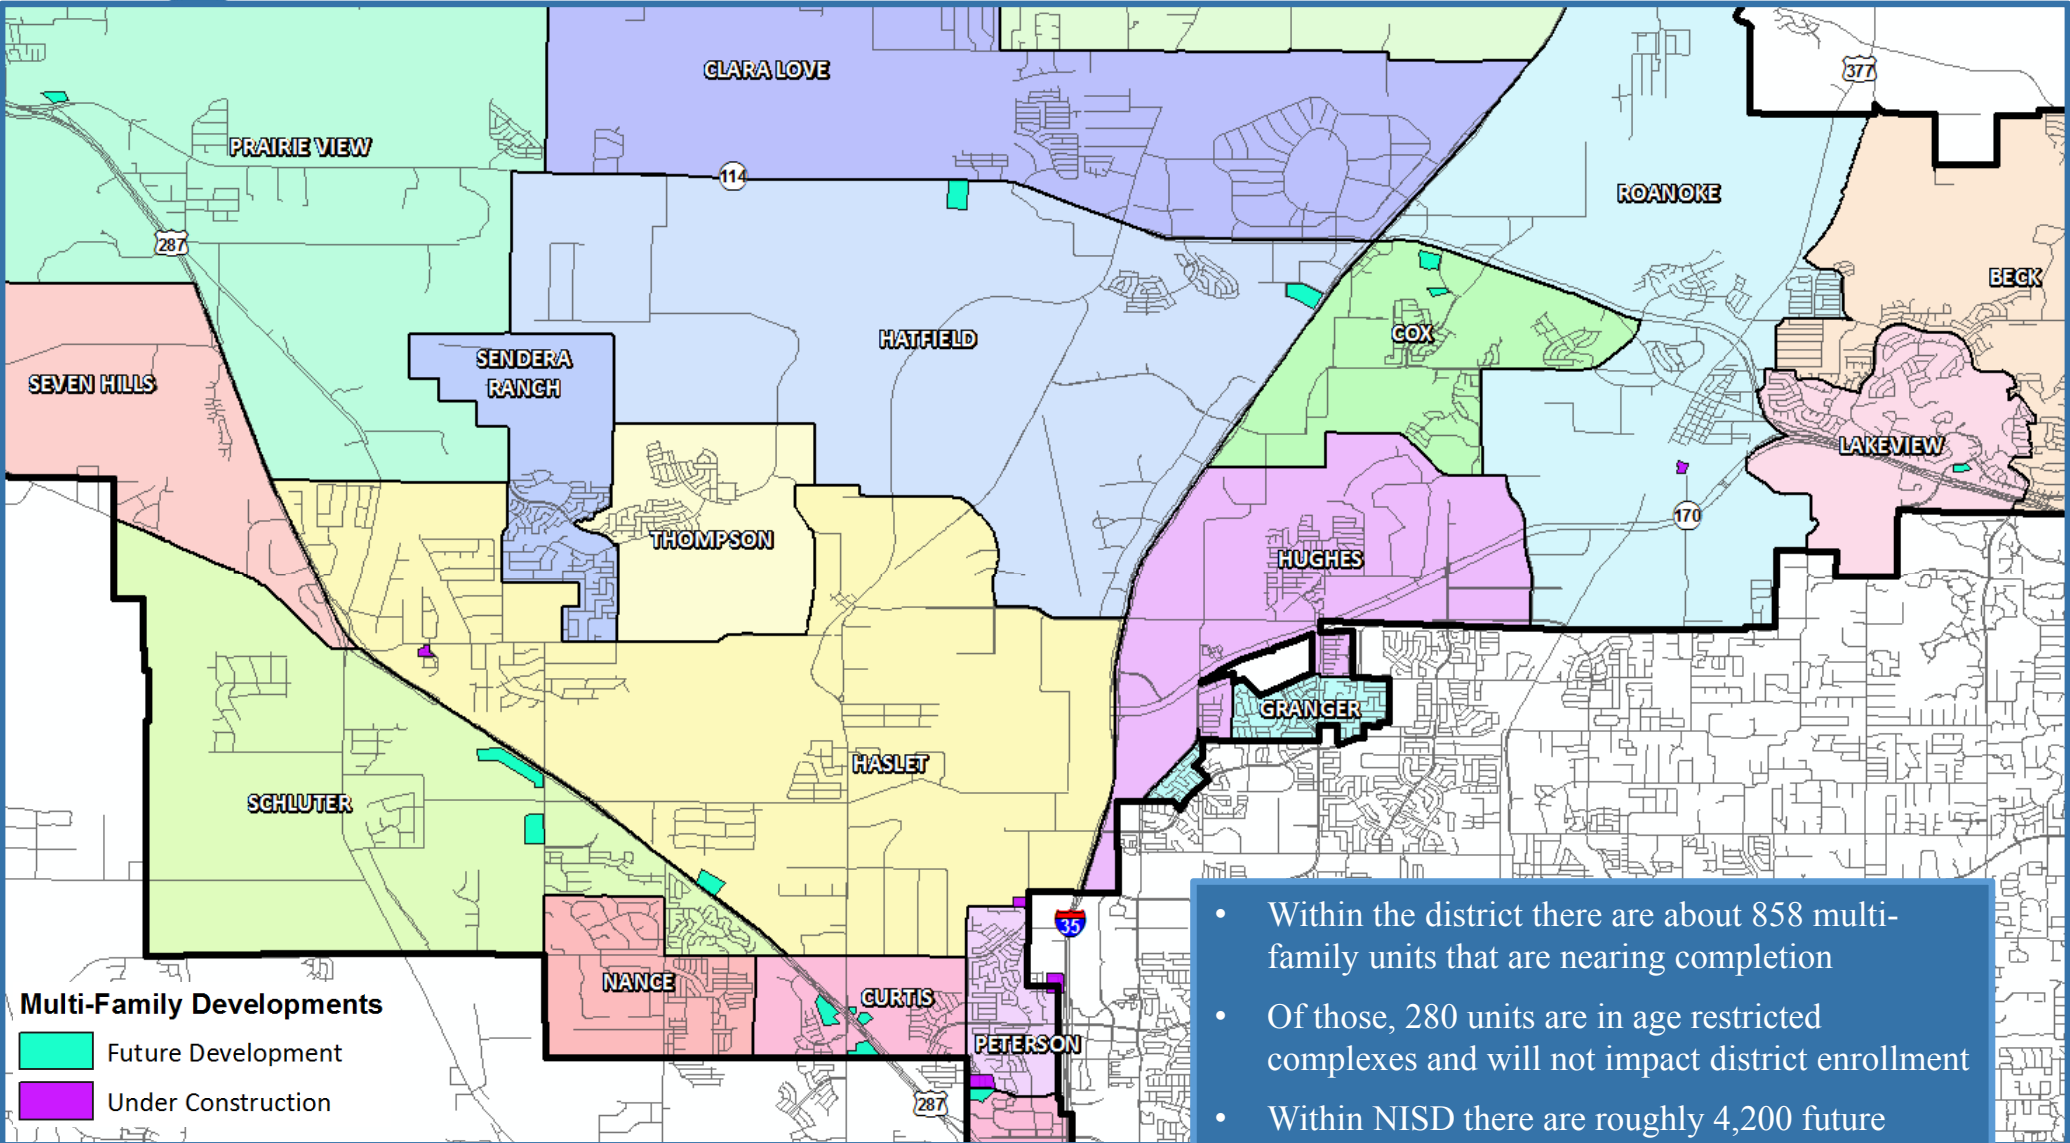 CLARA LOVE
377
PRAIRIE VIEW
114
ROANOKE
287
BECK
HATFIELD
COX
SENDERA
RANCH
SEVEN HILLS
LAKEVIEW
170
THOMPSON
HUGHES
GRANGER
HASLET
SCHLUTER
35
NANCE
CURTIS
PETERSON
287
Multi-Family Developments
Future Development
Under Construction
• Within the district there are about 858 multi-
family units that are nearing completion
• Of those, 280 units are in age restricted
complexes and will not impact district enrollment
• Within NISD there are roughly 4,200 future